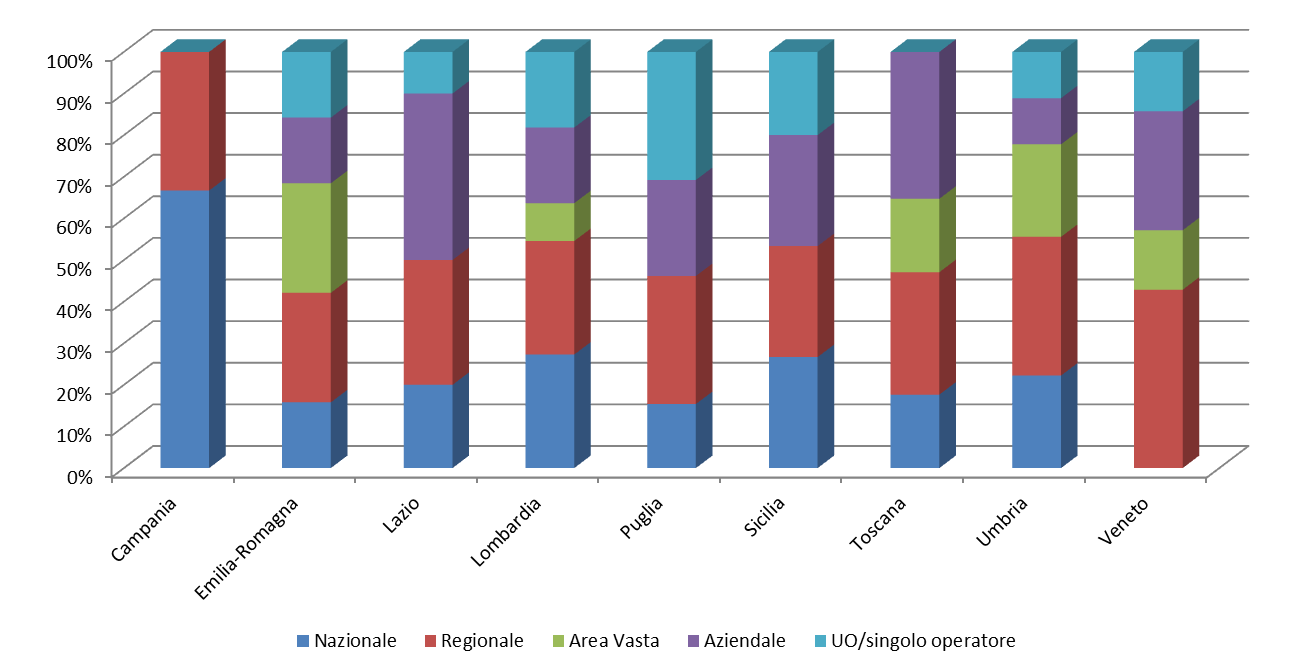 100%
90%
80%
70%
60%
50%
40%
30%
20%
10%
0%
Campania
Emilia-Romagna
Lazio
Lombardia
Puglia
Sicilia
Toscana
Umbria
Veneto
Nazionale Regionale Area Vasta Aziendale UO/singolo operatore